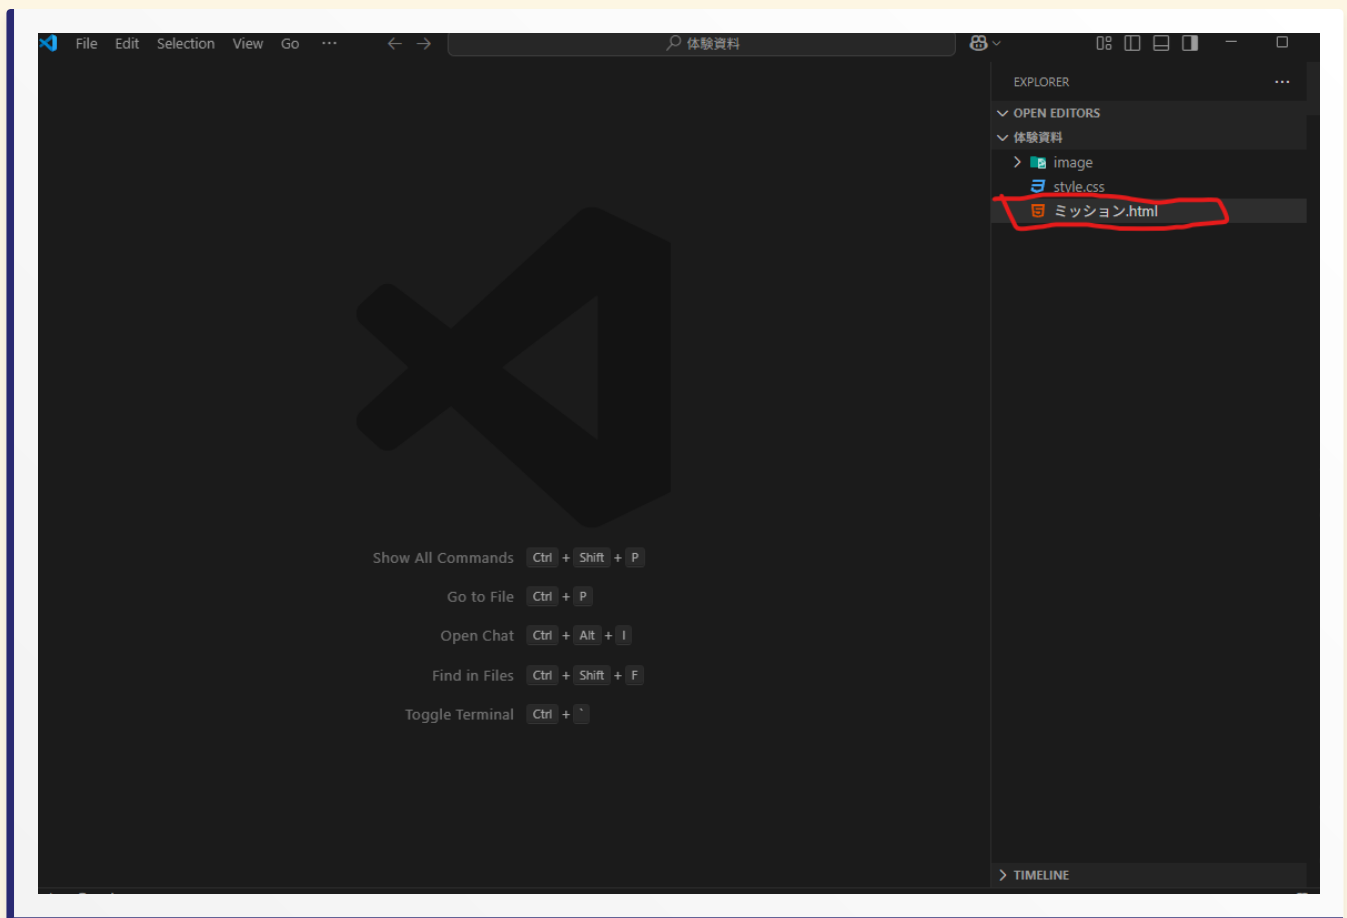 File Edit Selection View Go ··· ← → 体験資料
EXPLORER ···
OPEN EDITORS
体験資料
image
style.css
ミッション.html
Show All Commands Ctrl + Shift + P
Go to File Ctrl + P
Open Chat Ctrl + Alt + I
Find in Files Ctrl + Shift + F
Toggle Terminal Ctrl + `
TIMELINE